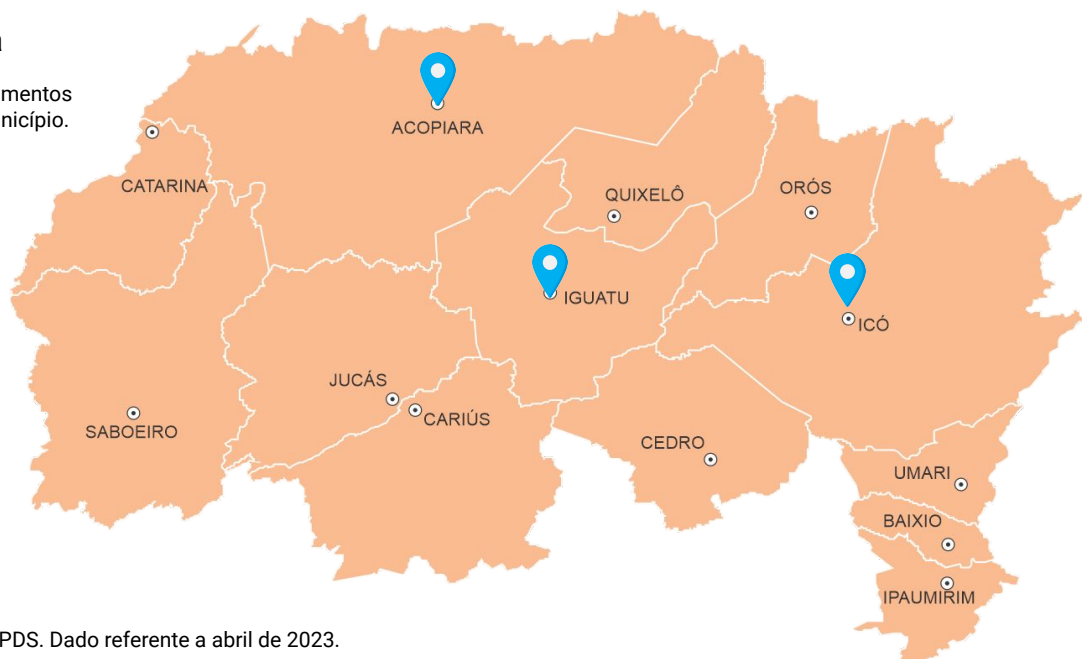 a
mentos
nicípio.
ACOPIARA
CATARINA
QUIXELÔ
ORÓS
IGUATU
ICÓ
JUCÁS
CARIÚS
SABOEIRO
CEDRO
UMARI
BAIXIO
IPAUMIRIM
PDS. Dado referente a abril de 2023.